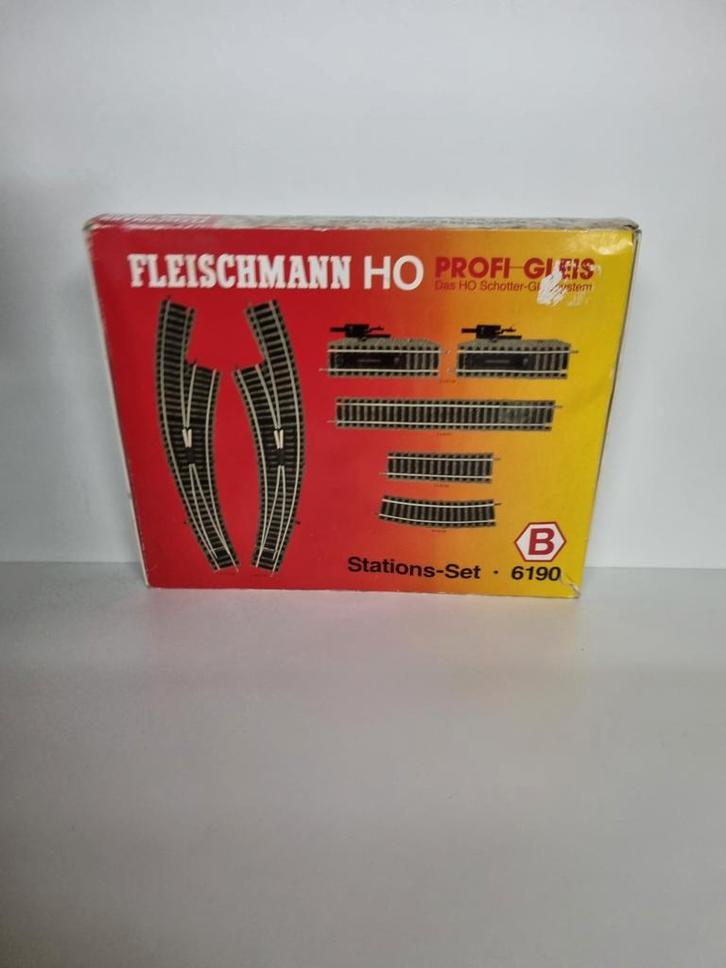 FLEISCHMANN HO PROFI-GLEIS
Das HO Schotter-Gleissystem
B
Stations-Set · 6190